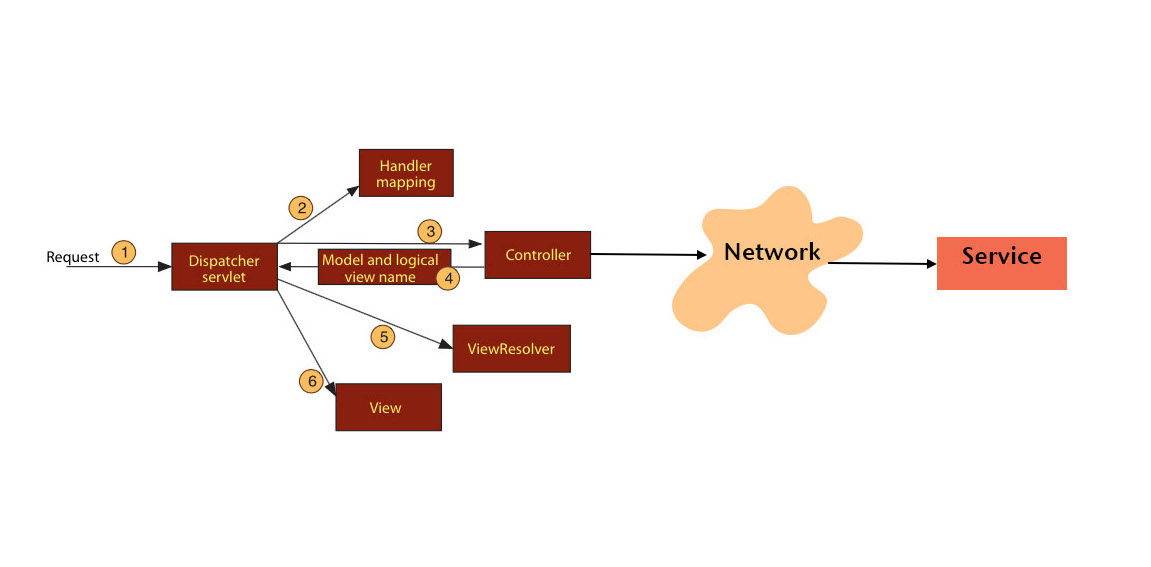 Handler
mapping
2
3
Request
1
Dispatcher
servlet
Model and logical
view name
4
Controller
Network
Service
5
ViewResolver
6
View